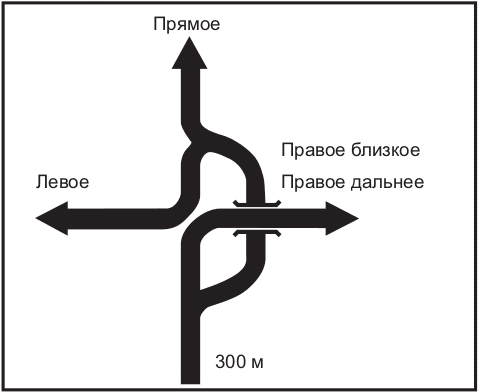 Прямое
Правое близкое
Левое
Правое дальнее
300 м